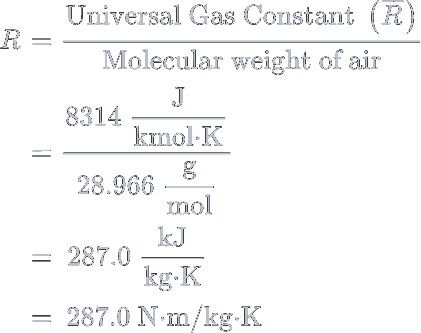 R = Universal Gas Constant (R̅) / Molecular weight of air
= 8314 J/kmol·K / 28.966 g/mol
= 287.0 kJ/kg·K
= 287.0 N·m/kg·K